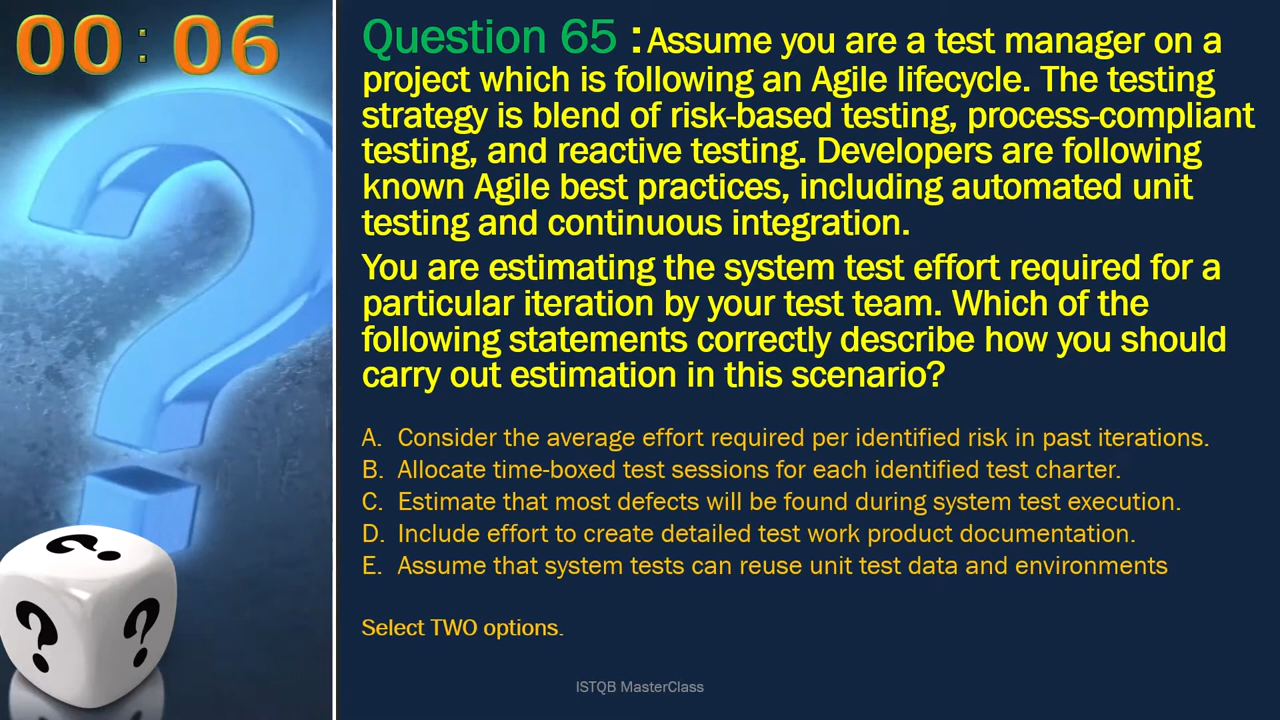 00:06
Question 65 : Assume you are a test manager on a
project which is following an Agile lifecycle. The testing
strategy is blend of risk-based testing, process-compliant
testing, and reactive testing. Developers are following
known Agile best practices, including automated unit
testing and continuous integration.
You are estimating the system test effort required for a
particular iteration by your test team. Which of the
following statements correctly describe how you should
carry out estimation in this scenario?
A. Consider the average effort required per identified risk in past iterations.
B. Allocate time-boxed test sessions for each identified test charter.
C. Estimate that most defects will be found during system test execution.
D. Include effort to create detailed test work product documentation.
E. Assume that system tests can reuse unit test data and environments
Select TWO options.
ISTQB MasterClass